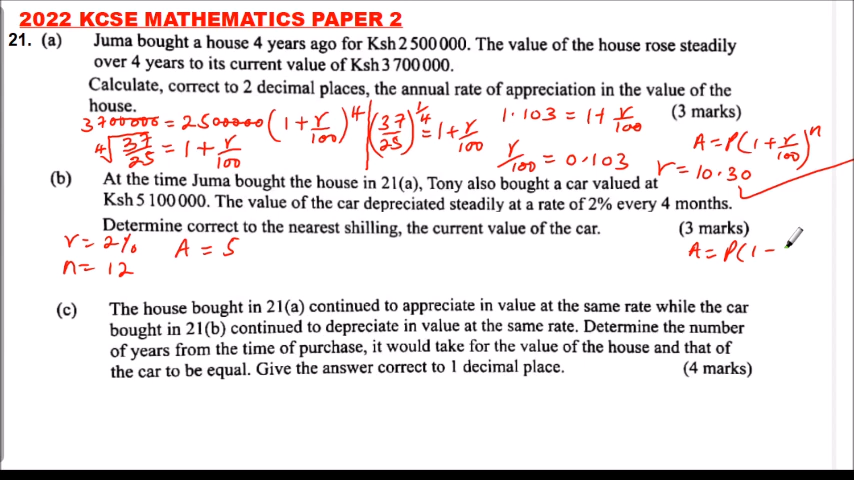 2022 KCSE MATHEMATICS PAPER 2
21. (a) Juma bought a house 4 years ago for Ksh 2 500 000. The value of the house rose steadily
over 4 years to its current value of Ksh 3 700 000.
Calculate, correct to 2 decimal places, the annual rate of appreciation in the value of the
house. (3 marks)
3700000 = 2500000 (1 + r/100)^4
(37/25)^1/4 = 1 + r/100
1.103 = 1 + r/100
A = P(1 + r/100)^n
4√37/25 = 1 + r/100
r/100 = 0.103
r = 10.30
(b) At the time Juma bought the house in 21(a), Tony also bought a car valued at
Ksh 5 100 000. The value of the car depreciated steadily at a rate of 2% every 4 months.
Determine correct to the nearest shilling, the current value of the car. (3 marks)
r = 2% A = 5 A = P(1 -
n = 12
(c) The house bought in 21(a) continued to appreciate in value at the same rate while the car
bought in 21(b) continued to depreciate in value at the same rate. Determine the number
of years from the time of purchase, it would take for the value of the house and that of
the car to be equal. Give the answer correct to 1 decimal place. (4 marks)